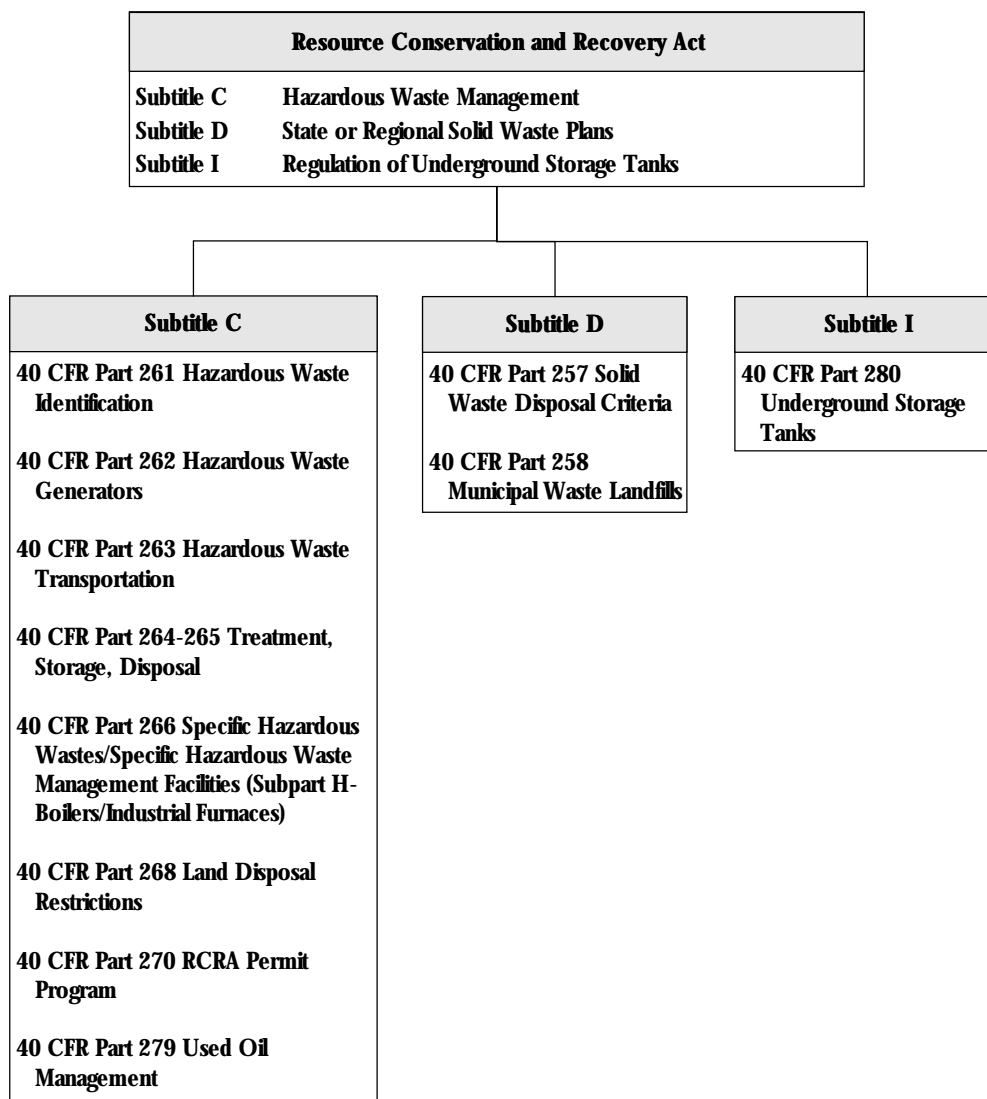 Resource Conservation and Recovery Act
Subtitle C Hazardous Waste Management
Subtitle D State or Regional Solid Waste Plans
Subtitle I Regulation of Underground Storage Tanks
Subtitle C
40 CFR Part 261 Hazardous Waste
Identification
40 CFR Part 262 Hazardous Waste
Generators
40 CFR Part 263 Hazardous Waste
Transportation
40 CFR Part 264-265 Treatment,
Storage, Disposal
40 CFR Part 266 Specific Hazardous
Wastes/Specific Hazardous Waste
Management Facilities (Subpart H-
Boilers/Industrial Furnaces)
40 CFR Part 268 Land Disposal
Restrictions
40 CFR Part 270 RCRA Permit
Program
40 CFR Part 279 Used Oil
Management
Subtitle D
40 CFR Part 257 Solid
Waste Disposal Criteria
40 CFR Part 258
Municipal Waste Landfills
Subtitle I
40 CFR Part 280
Underground Storage
Tanks